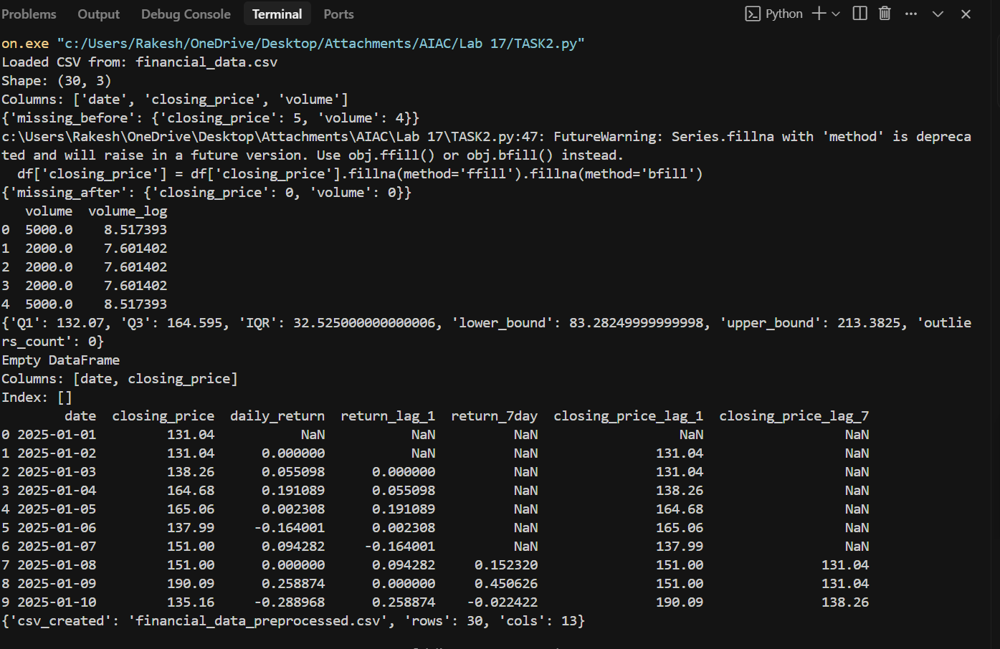 Problems Output Debug Console Terminal Ports Python
on.exe "c:/Users/Rakesh/OneDrive/Desktop/Attachments/AIAC/Lab 17/TASK2.py"
Loaded CSV from: financial_data.csv
Shape: (30, 3)
Columns: ['date', 'closing_price', 'volume']
{'missing_before': {'closing_price': 5, 'volume': 4}}
c:\Users\Rakesh\OneDrive\Desktop\Attachments\AIAC\Lab 17\TASK2.py:47: FutureWarning: Series.fillna with 'method' is depreca
ted and will raise in a future version. Use obj.ffill() or obj.bfill() instead.
  df['closing_price'] = df['closing_price'].fillna(method='ffill').fillna(method='bfill')
{'missing_after': {'closing_price': 0, 'volume': 0}}
   volume  volume_log
0  5000.0    8.517393
1  2000.0    7.601402
2  2000.0    7.601402
3  2000.0    7.601402
4  5000.0    8.517393
{'Q1': 132.07, 'Q3': 164.595, 'IQR': 32.525000000000006, 'lower_bound': 83.28249999999998, 'upper_bound': 213.3825, 'outlie
rs_count': 0}
Empty DataFrame
Columns: [date, closing_price]
Index: []
        date  closing_price  daily_return  return_lag_1  return_7day  closing_price_lag_1  closing_price_lag_7
0 2025-01-01         131.04           NaN           NaN          NaN                  NaN                  NaN
1 2025-01-02         131.04      0.000000           NaN          NaN               131.04                  NaN
2 2025-01-03         138.26      0.055098      0.000000          NaN               131.04                  NaN
3 2025-01-04         164.68      0.191089      0.055098          NaN               138.26                  NaN
4 2025-01-05         165.06      0.002308      0.191089          NaN               164.68                  NaN
5 2025-01-06         137.99     -0.164001      0.002308          NaN               165.06                  NaN
6 2025-01-07         151.00      0.094282     -0.164001          NaN               137.99                  NaN
7 2025-01-08         151.00      0.000000      0.094282     0.152320               151.00               131.04
8 2025-01-09         190.09      0.258874      0.000000     0.450626               151.00               131.04
9 2025-01-10         135.16     -0.288968      0.258874    -0.022422               190.09               138.26
{'csv_created': 'financial_data_preprocessed.csv', 'rows': 30, 'cols': 13}